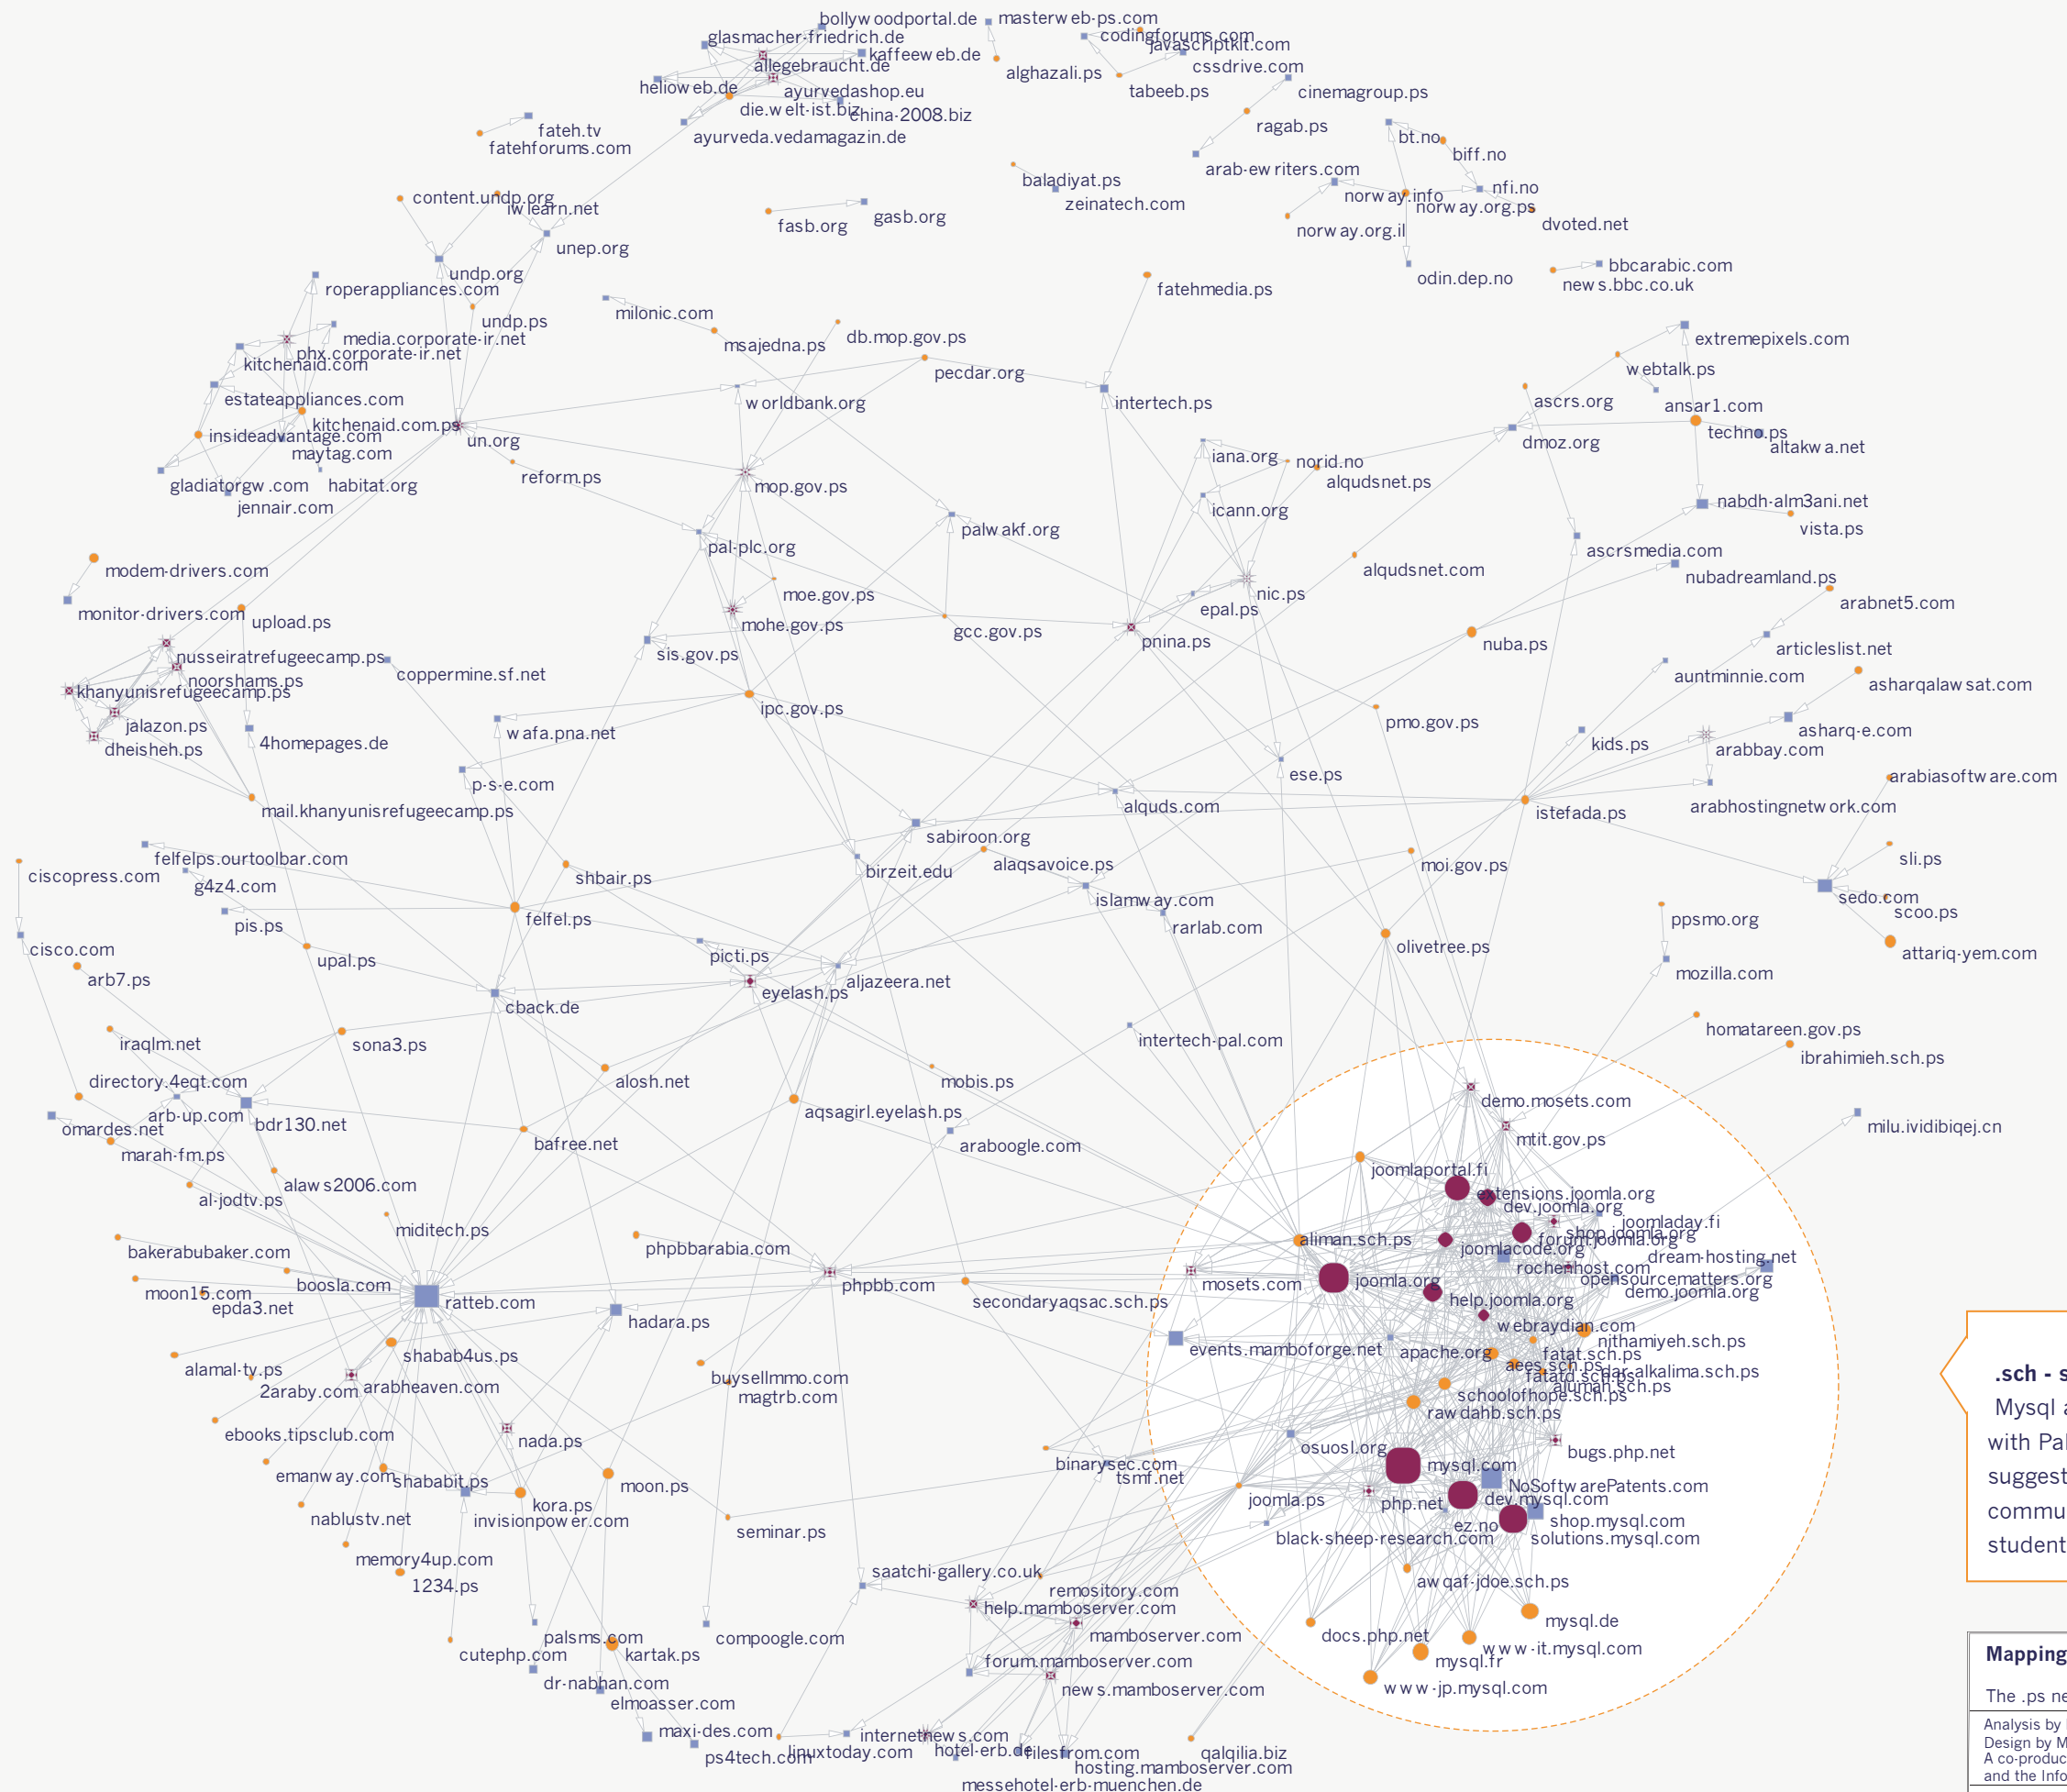 bollywoodportal.de
masterweb-ps.com
glasmacher-friedrich.de
codingforums.com
javascriptkit.com
kaffeeweb.de
allegebraucht.de
alghazali.ps
cssdrive.com
helioweb.de
ayurvedashop.eu
tabeeb.ps
cinemagroup.ps
die.welt-ist.biz
china-2008.biz
ragab.ps
fateh.tv
ayurveda.vedamagazin.de
bt.no
fatehforums.com
biff.no
arab-ewriters.com
baladiyat.ps
nfi.no
content.undp.org
norway.info
iwlearn.net
zeinatech.com
norway.org.ps
gasb.org
fasb.org
dvoted.net
norway.org.il
unep.org
bbcarabic.com
undp.org
odin.dep.no
news.bbc.co.uk
roperappliances.com
fatehmedia.ps
milonic.com
undp.ps
media.corporate-ir.net
db.mop.gov.ps
extremepixels.com
phx.corporate-ir.net
msajedna.ps
kitchenaid.com
webtalk.ps
pecdar.org
estateappliances.com
worldbank.org
intertech.ps
ascrs.org
ansar1.com
kitchenaid.com.ps
insideadvantage.com
un.org
techno.ps
dmoz.org
altakwa.net
maytag.com
iana.org
norid.no
reform.ps
alqudsnet.ps
gladiatorgw.com
habitat.org
mop.gov.ps
nabdh-alm3ani.net
jennair.com
icann.org
palwakf.org
vista.ps
pal-plc.org
ascrsmedia.com
modem-drivers.com
alqudsnet.com
nubadreamland.ps
moe.gov.ps
nic.ps
arabnet5.com
monitor-drivers.com
epal.ps
upload.ps
mohe.gov.ps
gcc.gov.ps
pnina.ps
nuba.ps
articleslist.net
nusseiratrefugeecamp.ps
sis.gov.ps
coppermine.sf.net
auntminnie.com
noorshams.ps
asharqalawsat.com
khanyunisrefugeecamp.ps
ipc.gov.ps
pmo.gov.ps
jalazon.ps
wafa.pna.net
asharq-e.com
4homepages.de
kids.ps
dheisheh.ps
arabbay.com
p-s-e.com
ese.ps
arabiasoftware.com
alquds.com
arabhostingnetwork.com
mail.khanyunisrefugeecamp.ps
istefada.ps
sabiroon.org
felfelps.ourtoolbar.com
sli.ps
alaqsavoice.ps
moi.gov.ps
ciscopress.com
birzeit.edu
shbair.ps
g4z4.com
sedo.com
islamway.com
scoo.ps
felfel.ps
ppsmo.org
pis.ps
rarlab.com
olivetree.ps
cisco.com
attariq-yem.com
picti.ps
upal.ps
mozilla.com
arb7.ps
aljazeera.net
eyelash.ps
cback.de
homatareen.gov.ps
intertech-pal.com
iraqlm.net
sona3.ps
ibrahimieh.sch.ps
directory.4eqt.com
alosh.net
mobis.ps
demo.mosets.com
arb-up.com
aqsagirl.eyelash.ps
bdr130.net
milu.ividibiqej.cn
omardes.net
mtit.gov.ps
bafree.net
araboogle.com
marah-fm.ps
joomlaportal.fi
alaws2006.com
extensions.joomla.org
al-jodtv.ps
dev.joomla.org
joomladay.fi
miditech.ps
shop.joomla.org
aliman.sch.ps
forum.joomla.org
phpbbarabia.com
joomlacode.org
bakerabubaker.com
dream-hosting.net
rochenhost.com
boosla.com
phpbb.com
mosets.com
joomla.org
opensourcematters.org
moon15.com
demo.joomla.org
ratteb.com
secondaryaqsac.sch.ps
help.joomla.org
epda3.net
hadara.ps
webraydian.com
nithamiyeh.sch.ps
events.mamboforge.net
apache.org
fatat.sch.ps
shabab4us.ps
aees.sch.ps
alamal-tv.ps
dar-alkalima.sch.ps
fatatd.sch.ps
buysellmmo.com
arabheaven.com
aluman.sch.ps
2araby.com
magtrb.com
schoolofhope.sch.ps
.sch - s
Mysql a
rawdahb.sch.ps
ebooks.tipsclub.com
nada.ps
with Pal
osuosl.org
bugs.php.net
binarysec.com
mysql.com
emanway.com
tsmf.net
suggest
shababit.ps
moon.ps
NoSoftwarePatents.com
joomla.ps
php.net
dev.mysql.com
kora.ps
commu
nablustv.net
invisionpower.com
shop.mysql.com
ez.no
seminar.ps
black-sheep-research.com
solutions.mysql.com
student
memory4up.com
saatchi-gallery.co.uk
1234.ps
awqaf-jdoe.sch.ps
remository.com
help.mamboserver.com
mysql.de
palsms.com
compoogle.com
mamboserver.com
docs.php.net
www-it.mysql.com
cutephp.com
kartak.ps
Mapping
forum.mamboserver.com
mysql.fr
dr-nabhan.com
news.mamboserver.com
www-jp.mysql.com
The .ps ne
elmoasser.com
Analysis by
maxi-des.com
internetnews.com
Design by M
ps4tech.com
linuxtoday.com
hotel-erb.de
filesfrom.com
qalqilia.biz
A co-produc
hosting.mamboserver.com
and the Info
messehotel-erb-muenchen.de